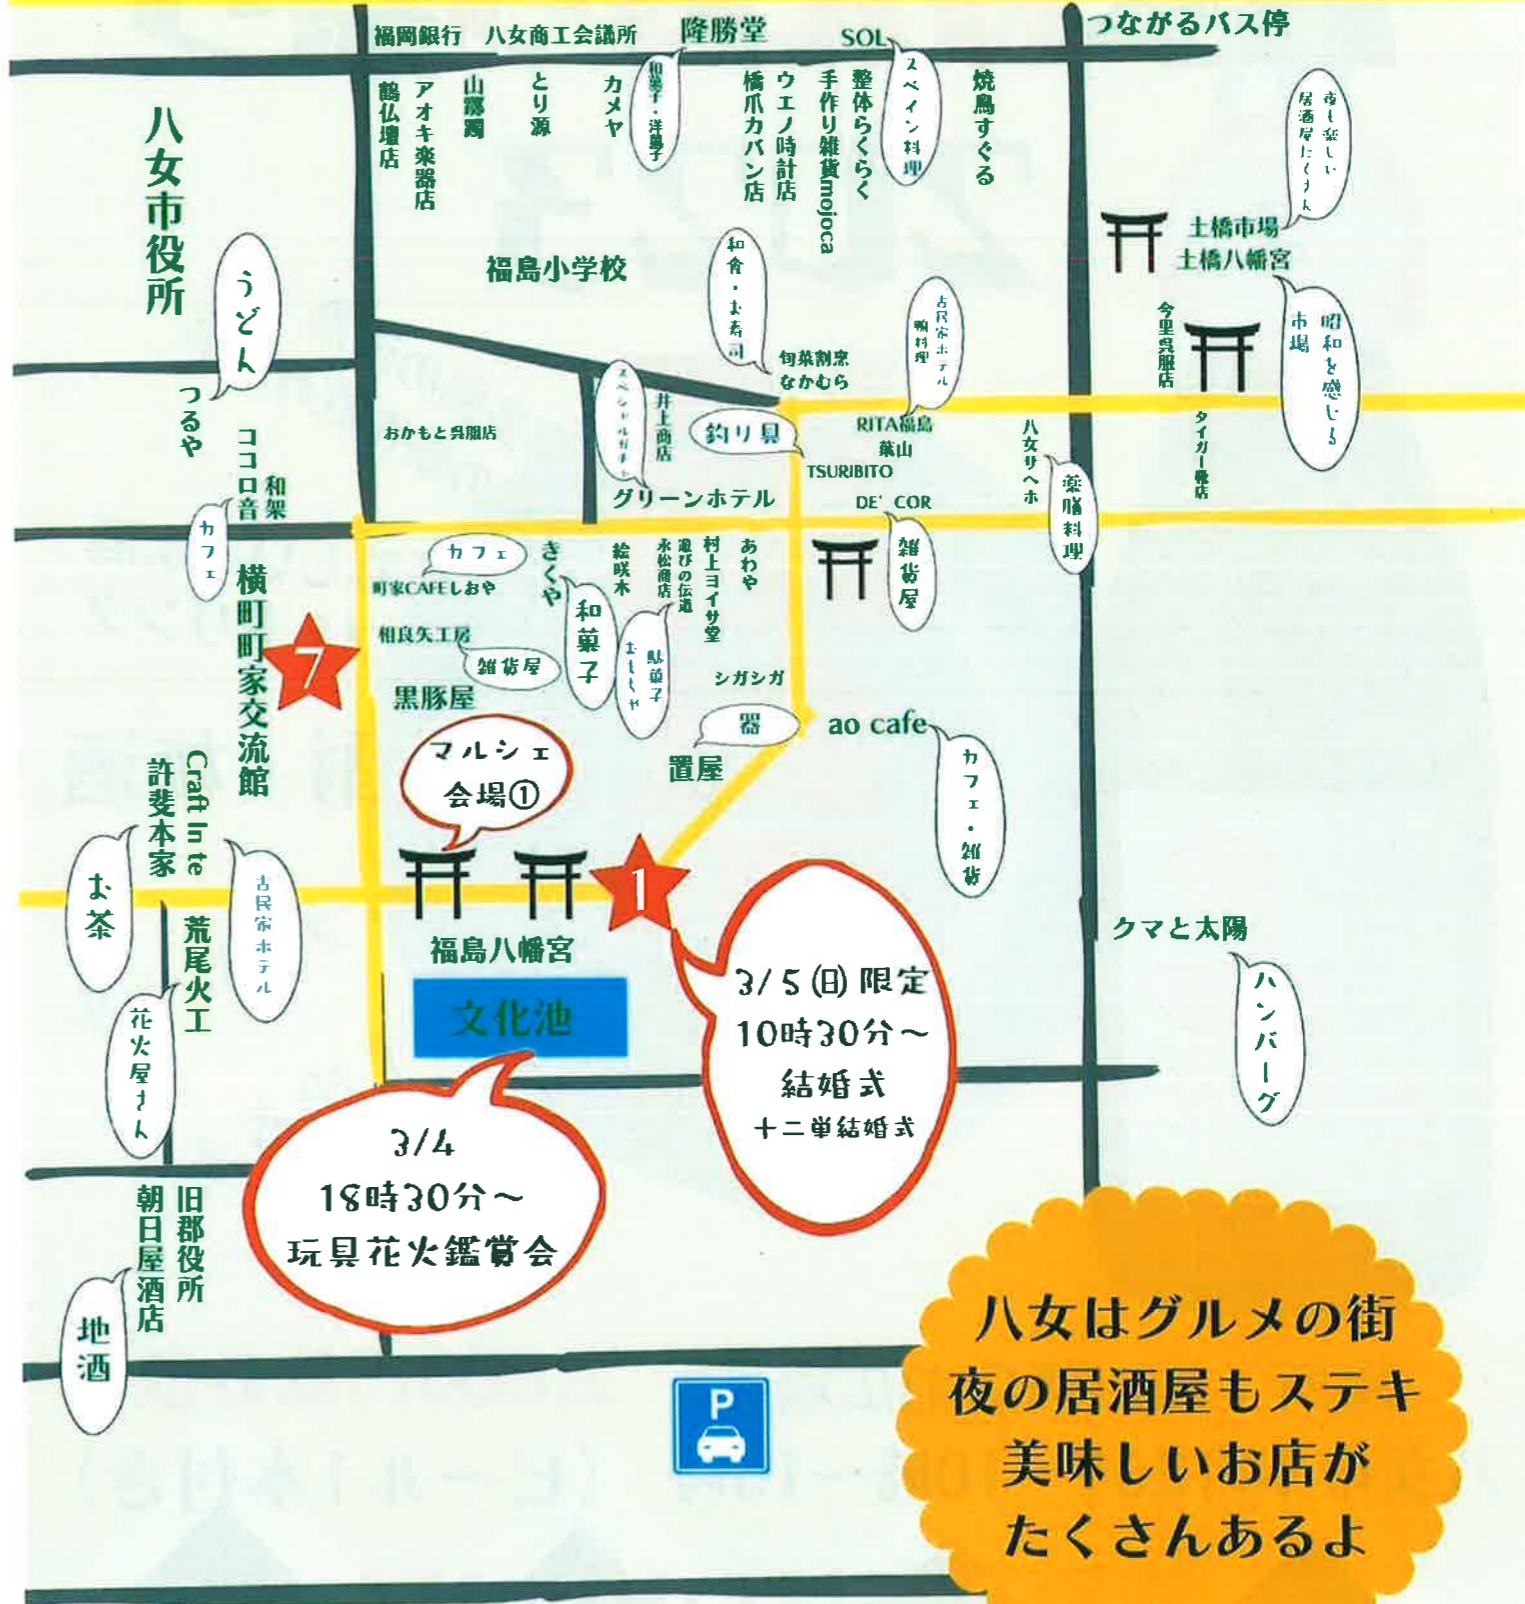 福岡銀行
八女商工会議所
隆勝堂
SOL
つながるバス停
鶴仏壇店
アオキ楽器店
とり源
カメヤ
和菓子・洋菓子
橋爪カバン店
ウエノ時計店
手作り雑貨mojoca
整体らくらく
スペイン料理
焼鳥すぐる
夜も楽しい
居酒屋たくさん
土橋市場
土橋八幡宮
昭和を感じる
市場
今里呉服店
タイガー靴店
八女市役所
うどん
つるや
福島小学校
和食・お寿司
旬菜割烹
なかむら
古民家ホテル
鴨料理
RITA福島
葉山
TSURIBITO
DE' COR
釣り具
井上商店
スペシャルガチャ
グリーンホテル
おかもと呉服店
八女サヘホ
薬膳料理
雑貨屋
ココロ音
和架
カフェ
横町町家交流館
7
カフェ
町家CAFEしおや
相良矢工房
雑貨屋
黒豚屋
きくや
和菓子
絵咲木
永松商店
遊びの伝道
駄菓子
おもちゃ
村上ヨイサ堂
あわや
シガシガ
器
置屋
ao cafe
カフェ・雑貨
マルシェ
会場①
Craft In te
許斐本家
お茶
古民家ホテル
荒尾火工
花火屋さん
1
福島八幡宮
文化池
3/5(日)限定
10時30分～
結婚式
十二単結婚式
3/4
18時30分～
玩具花火鑑賞会
クマと太陽
ハンバーグ
旧郡役所
朝日屋酒店
地酒
P
八女はグルメの街
夜の居酒屋もステキ
美味しいお店が
たくさんあるよ